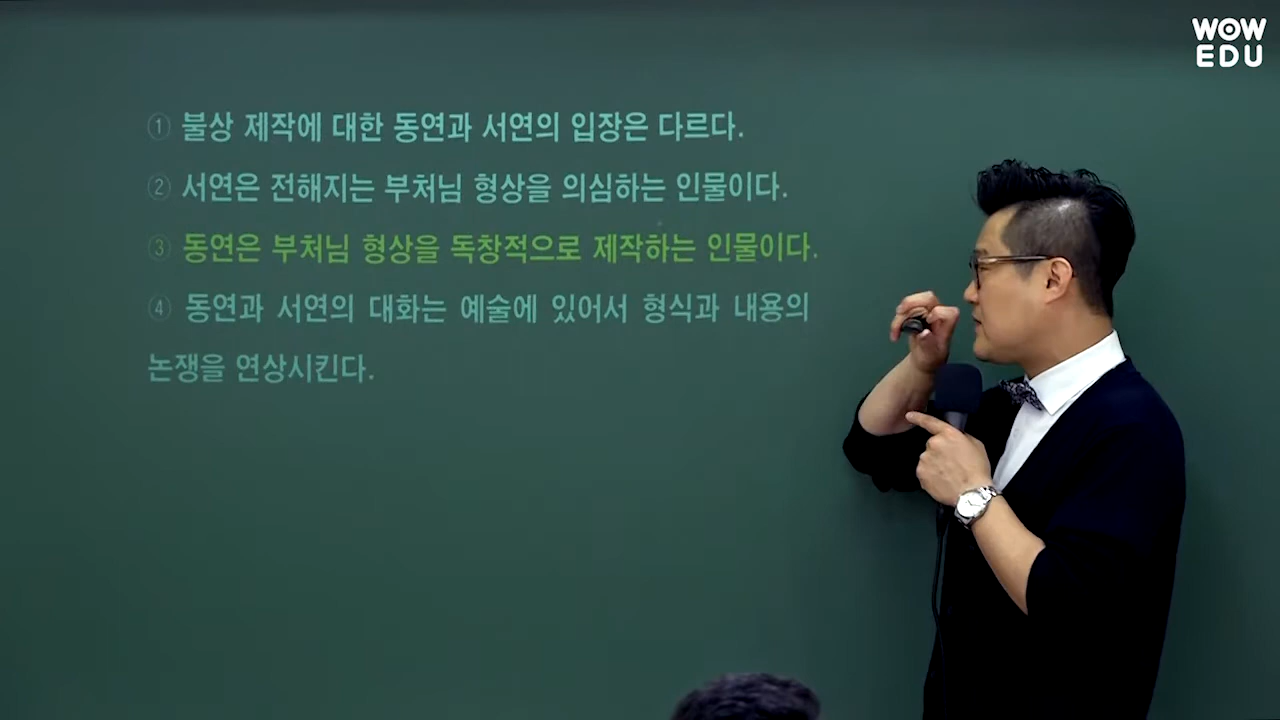 WOW
EDU
① 불상 제작에 대한 동연과 서연의 입장은 다르다.
② 서연은 전해지는 부처님 형상을 의심하는 인물이다.
③ 동연은 부처님 형상을 독창적으로 제작하는 인물이다.
④ 동연과 서연의 대화는 예술에 있어서 형식과 내용의
논쟁을 연상시킨다.